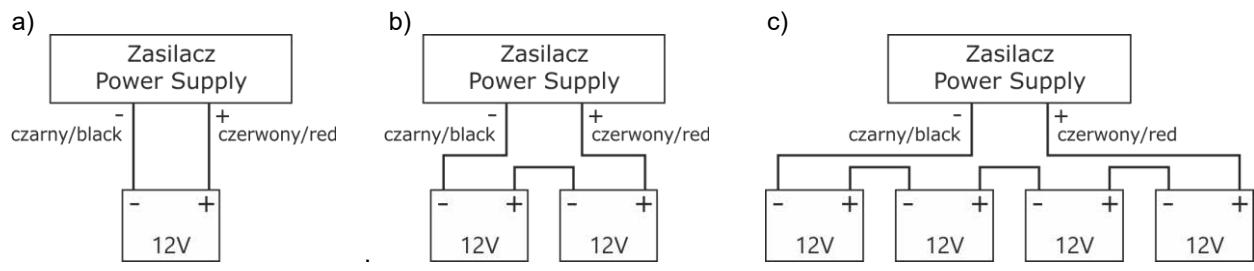 a)
Zasilacz
Power Supply
- +
czarny/black czerwony/red
- +
12V
.
b)
Zasilacz
Power Supply
- +
czarny/black czerwony/red
- + - +
12V 12V
c)
Zasilacz
Power Supply
- +
czarny/black czerwony/red
- + - + - + - +
12V 12V 12V 12V